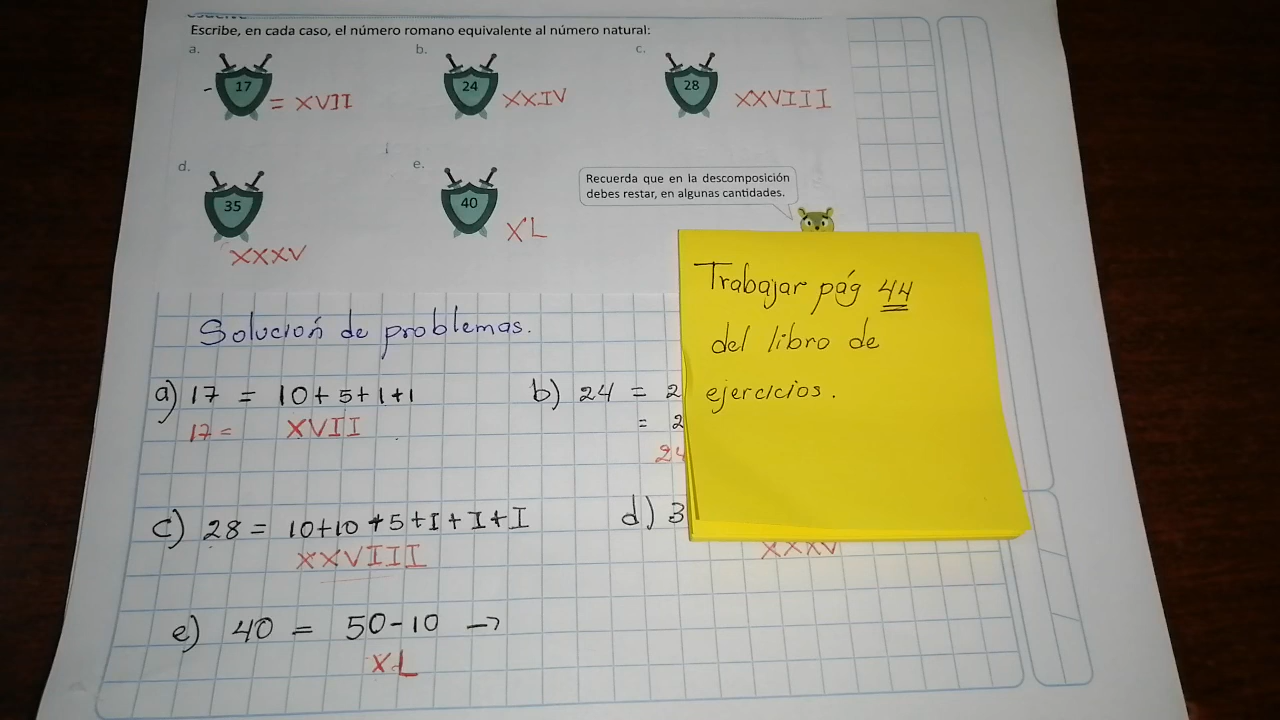 Escribe, en cada caso, el número romano equivalente al número natural:
a. b. c.
17 = XVII 24 XXIV 28 XXVIII
d. e.
35 XXXV 40 XL
Recuerda que en la descomposición
debes restar, en algunas cantidades.
Solución de problemas.
a) 17 = 10+5+1+1
17 = XVII
b) 24 = 2
= 2
24
c) 28 = 10+10+5+I+I+I
XXVIII
d) 3
XXXV
e) 40 = 50-10 →
XL
Trabajar pág 44
del libro de
ejercicios.